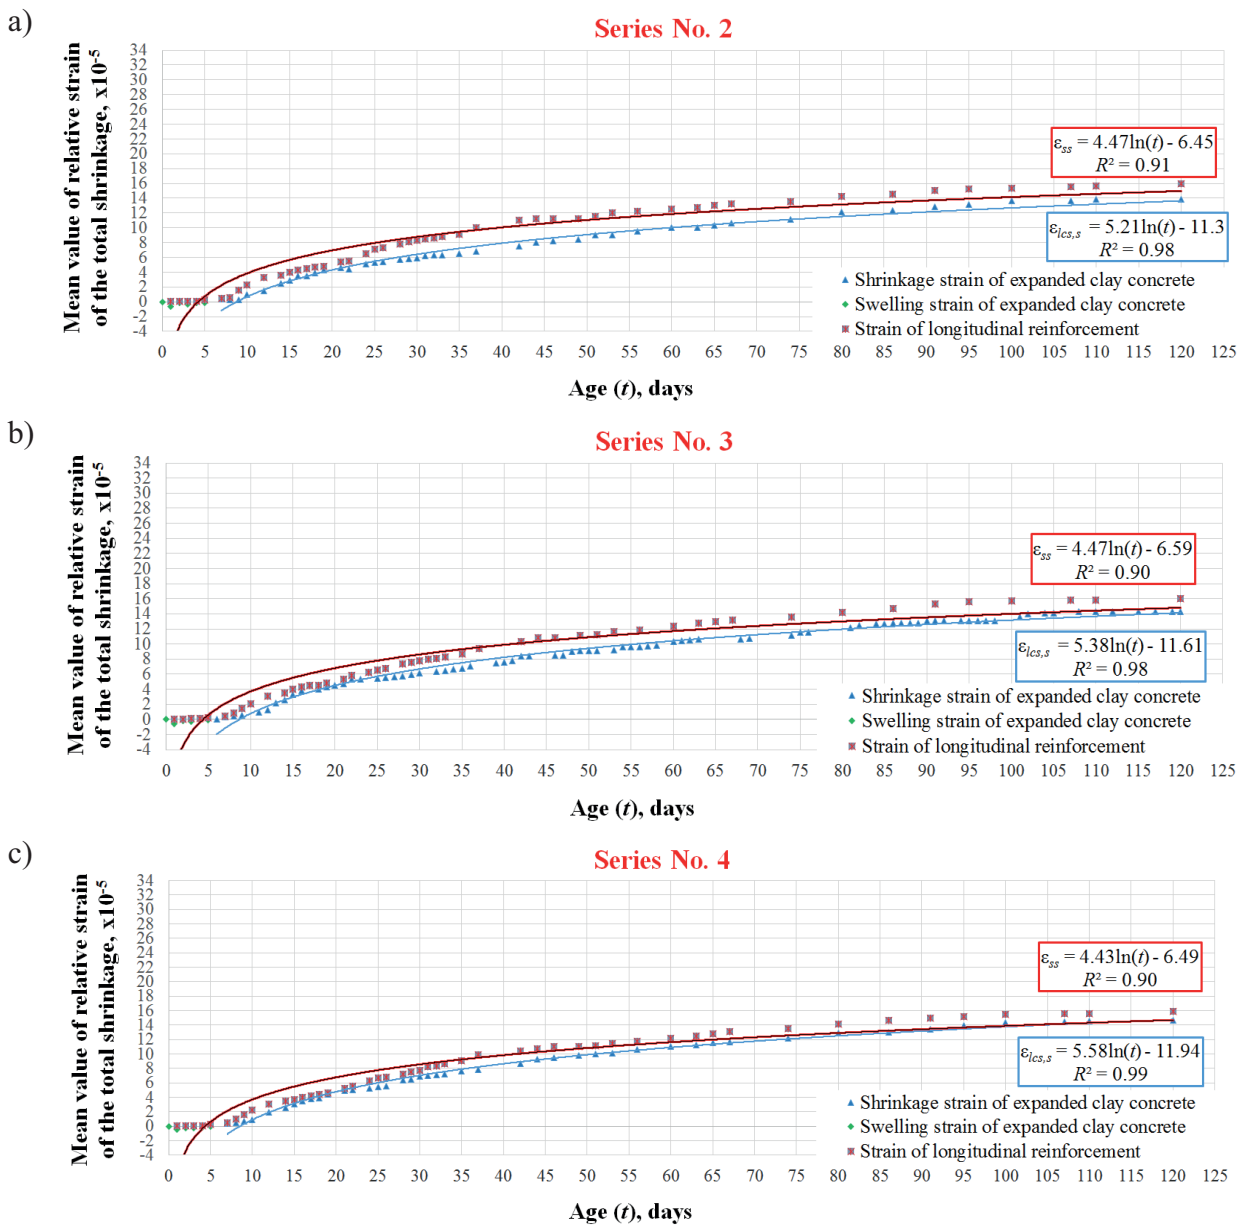 a)
Series No. 2
Mean value of relative strain
of the total shrinkage, x10⁻⁵
34
32
30
28
26
24
22
20
18
16
14
12
10
8
6
4
2
0
-2
-4
εss = 4.47ln(t) - 6.45
R² = 0.91
εlcs,s = 5.21ln(t) - 11.3
R² = 0.98
Shrinkage strain of expanded clay concrete
Swelling strain of expanded clay concrete
Strain of longitudinal reinforcement
0 5 10 15 20 25 30 35 40 45 50 55 60 65 70 75 80 85 90 95 100 105 110 115 120 125
Age (t), days
b)
Series No. 3
Mean value of relative strain
of the total shrinkage, x10⁻⁵
34
32
30
28
26
24
22
20
18
16
14
12
10
8
6
4
2
0
-2
-4
εss = 4.47ln(t) - 6.59
R² = 0.90
εlcs,s = 5.38ln(t) - 11.61
R² = 0.98
Shrinkage strain of expanded clay concrete
Swelling strain of expanded clay concrete
Strain of longitudinal reinforcement
0 5 10 15 20 25 30 35 40 45 50 55 60 65 70 75 80 85 90 95 100 105 110 115 120 125
Age (t), days
c)
Series No. 4
Mean value of relative strain
of the total shrinkage, x10⁻⁵
34
32
30
28
26
24
22
20
18
16
14
12
10
8
6
4
2
0
-2
-4
εss = 4.43ln(t) - 6.49
R² = 0.90
εlcs,s = 5.58ln(t) - 11.94
R² = 0.99
Shrinkage strain of expanded clay concrete
Swelling strain of expanded clay concrete
Strain of longitudinal reinforcement
0 5 10 15 20 25 30 35 40 45 50 55 60 65 70 75 80 85 90 95 100 105 110 115 120 125
Age (t), days